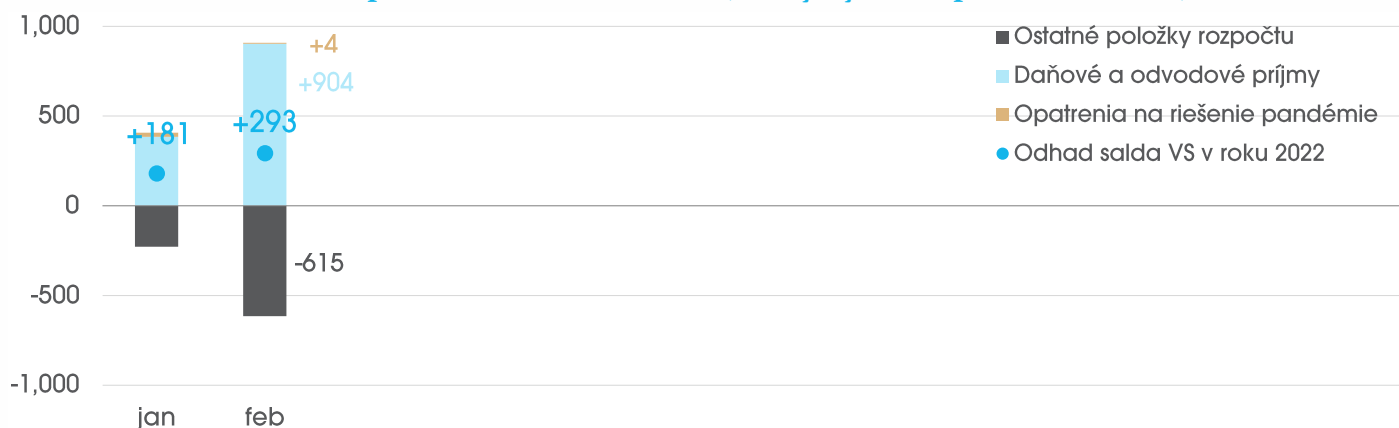 1,000
500
0
-500
-1,000
+181
+293
+4
+904
-615
jan
feb
Ostatné položky rozpočtu
Daňové a odvodové príjmy
Opatrenia na riešenie pandémie
Odhad salda VS v roku 2022